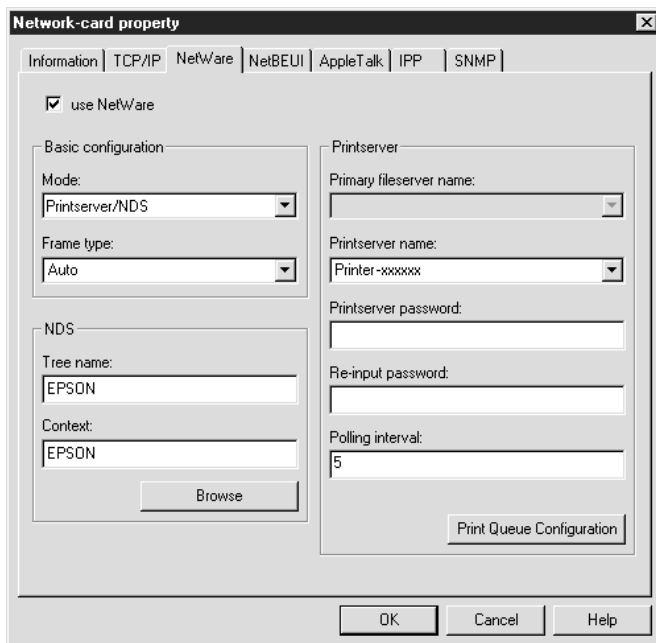 Network-card property
Information TCP/IP NetWare NetBEUI AppleTalk IPP SNMP
use NetWare
Basic configuration
Mode:
Printserver/NDS
Frame type:
Auto
NDS
Tree name:
EPSON
Context:
EPSON
Browse
Printserver
Primary fileserver name:
Printserver name:
Printer-xxxxxx
Printserver password:
Re-input password:
Polling interval:
5
Print Queue Configuration
OK Cancel Help